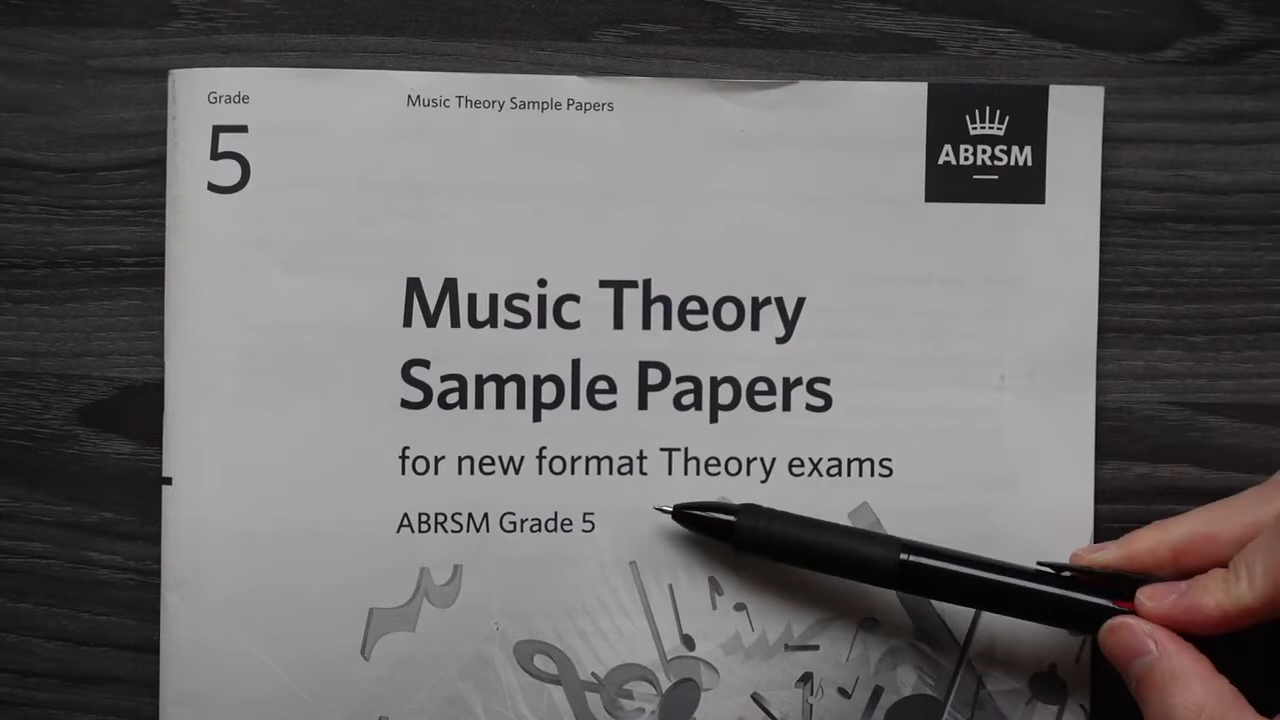 Grade
5
Music Theory Sample Papers
ABRSM
Music Theory
Sample Papers
for new format Theory exams
ABRSM Grade 5